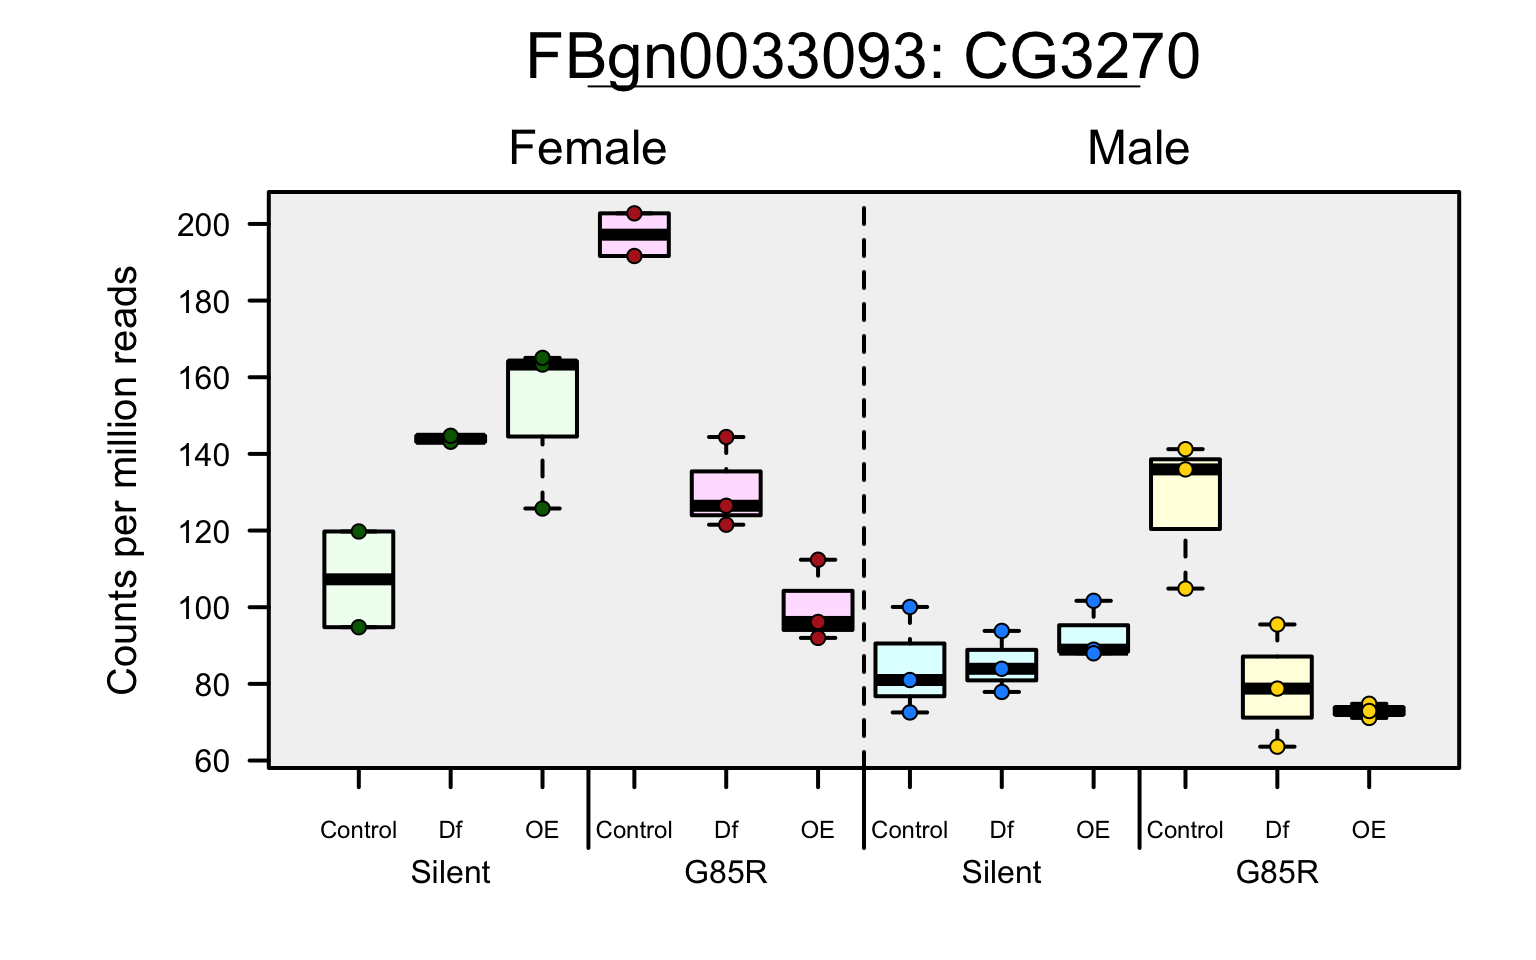 FBgn0033093: CG3270
Female Male
Counts per million reads
200
180
160
140
120
100
80
60
Control Df OE Control Df OE Control Df OE Control Df OE
Silent G85R Silent G85R